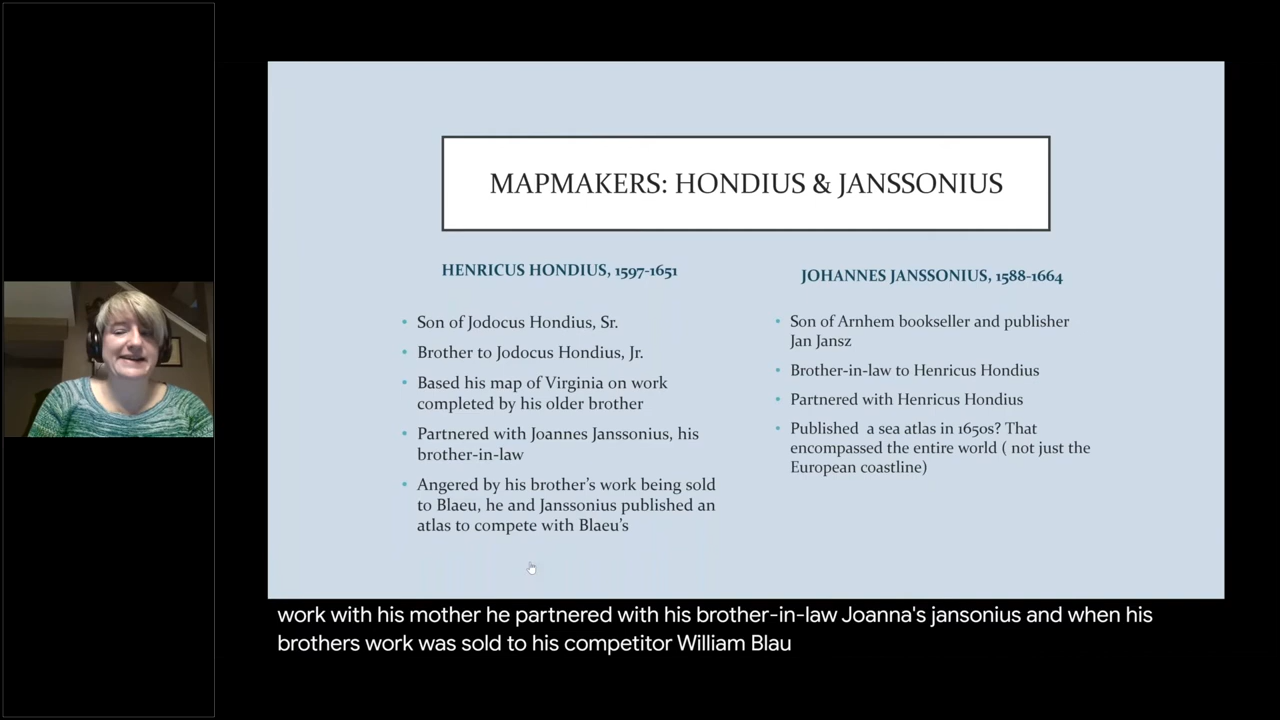 MAPMAKERS: HONDIUS & JANSSONIUS
HENRICUS HONDIUS, 1597-1651
• Son of Jodocus Hondius, Sr.
• Brother to Jodocus Hondius, Jr.
• Based his map of Virginia on work
completed by his older brother
• Partnered with Joannes Janssonius, his
brother-in-law
• Angered by his brother's work being sold
to Blaeu, he and Janssonius published an
atlas to compete with Blaeu's
JOHANNES JANSSONIUS, 1588-1664
• Son of Arnhem bookseller and publisher
Jan Jansz
• Brother-in-law to Henricus Hondius
• Partnered with Henricus Hondius
• Published  a sea atlas in 1650s? That
encompassed the entire world ( not just the
European coastline)
work with his mother he partnered with his brother-in-law Joanna's jansonius and when his
brothers work was sold to his competitor William Blau